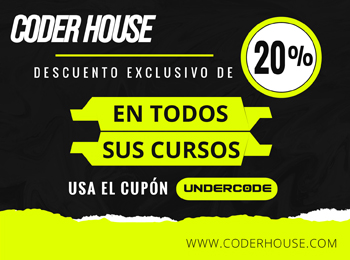 CODER HOUSE
DESCUENTO EXCLUSIVO DE
20%
EN TODOS
SUS CURSOS
USA EL CUPÓN UNDERCODE
WWW.CODERHOUSE.COM